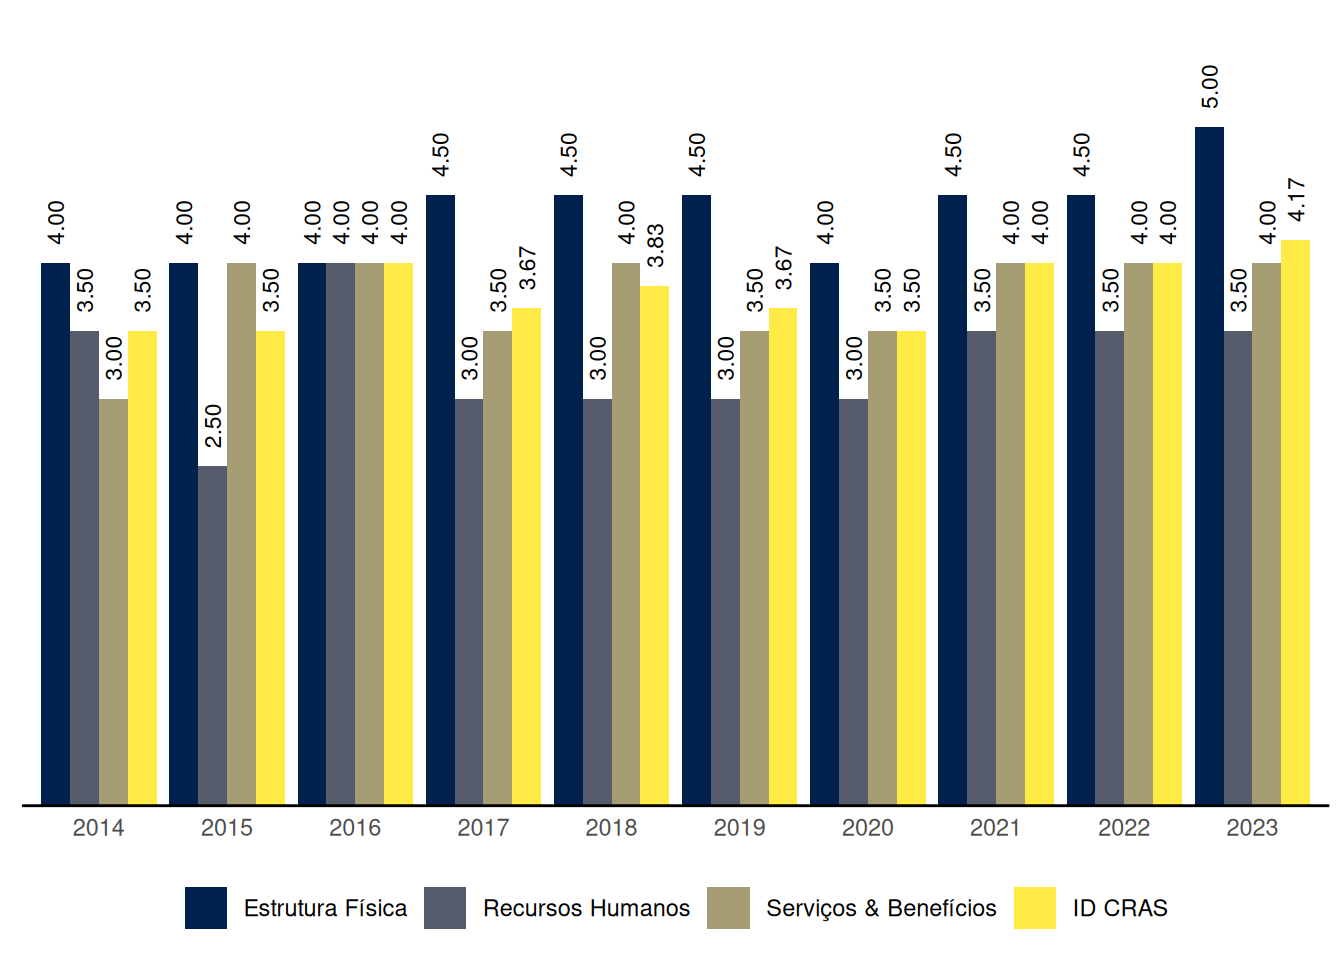 4.00 3.50 3.00 3.50 4.00 2.50 4.00 3.50 4.00 4.00 4.00 4.00 4.50 3.00 3.50 3.67 4.50 3.00 4.00 3.83 4.50 3.00 3.50 3.67 4.00 3.00 3.50 3.50 4.50 3.50 4.00 4.00 4.50 3.50 4.00 4.00 5.00 3.50 4.00 4.17
2014 2015 2016 2017 2018 2019 2020 2021 2022 2023
Estrutura Física Recursos Humanos Serviços & Benefícios ID CRAS